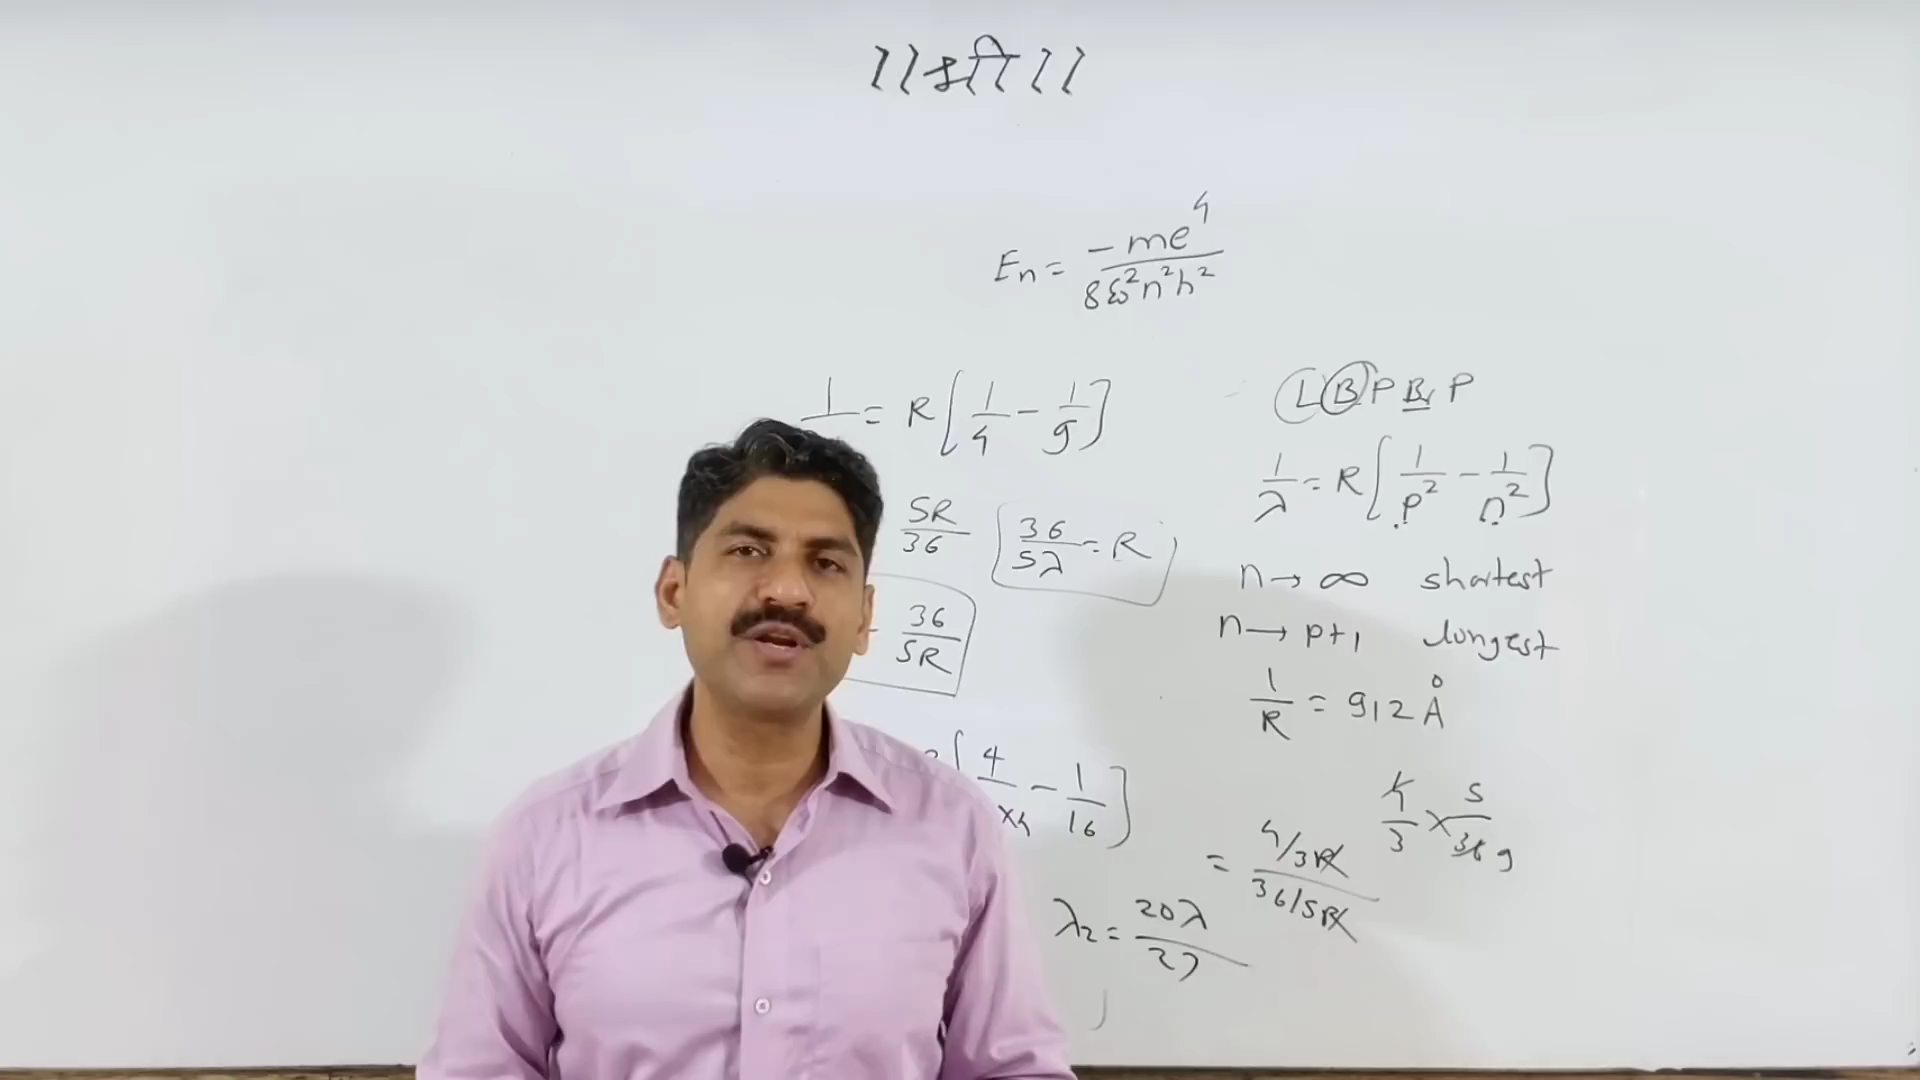 ।।श्री।।
En = -me⁴ / 8ε₀²n²h²
1 = R[1/4 - 1/9]
5R/36
36/5λ = R
36/5R
[4/ ×4 - 1/16]
λ₂ = 20λ/27
L B P Br P
1/λ = R[1/p² - 1/n²]
n → ∞ shortest
n → p+1 longest
1/R = 912 Å
4/3 × 5/36 9
= 4/3R / 36/5R